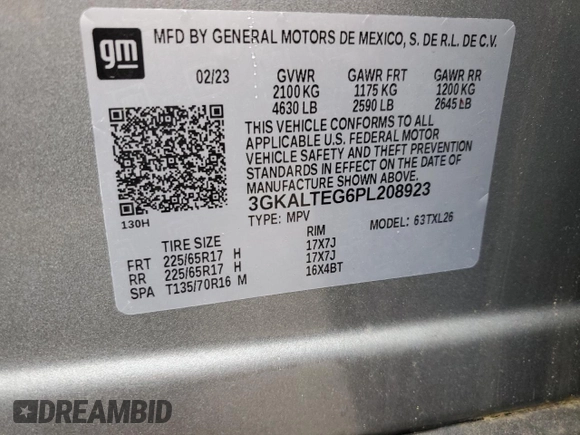 gm
MFD BY GENERAL MOTORS DE MEXICO, S. DE R.L. DE C.V.
02/23 GVWR GAWR FRT GAWR RR
2100 KG 1175 KG 1200 KG
4630 LB 2590 LB 2645 LB
THIS VEHICLE CONFORMS TO ALL
APPLICABLE U.S. FEDERAL MOTOR
VEHICLE SAFETY AND THEFT PREVENTION
STANDARDS IN EFFECT ON THE DATE OF
MANUFACTURE SHOWN ABOVE.
3GKALTEG6PL208923
130H
TYPE: MPV MODEL: 63TXL26
TIRE SIZE RIM
FRT 225/65R17 H 17X7J
RR 225/65R17 H 17X7J
SPA T135/70R16 M 16X4BT
DREAMBID